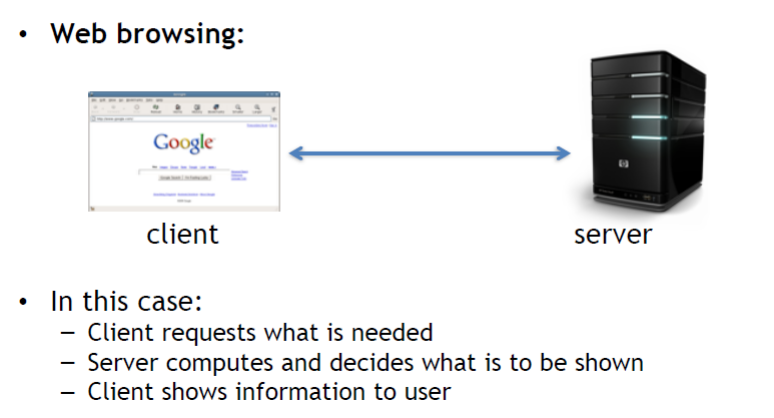 • Web browsing:
Google
client
server
• In this case:
– Client requests what is needed
– Server computes and decides what is to be shown
– Client shows information to user